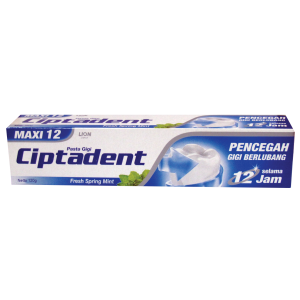 MAXI 12
LION
Pasta Gigi
Ciptadent
Fresh Spring Mint
PENCEGAH
GIGI BERLUBANG
12 selama
Jam